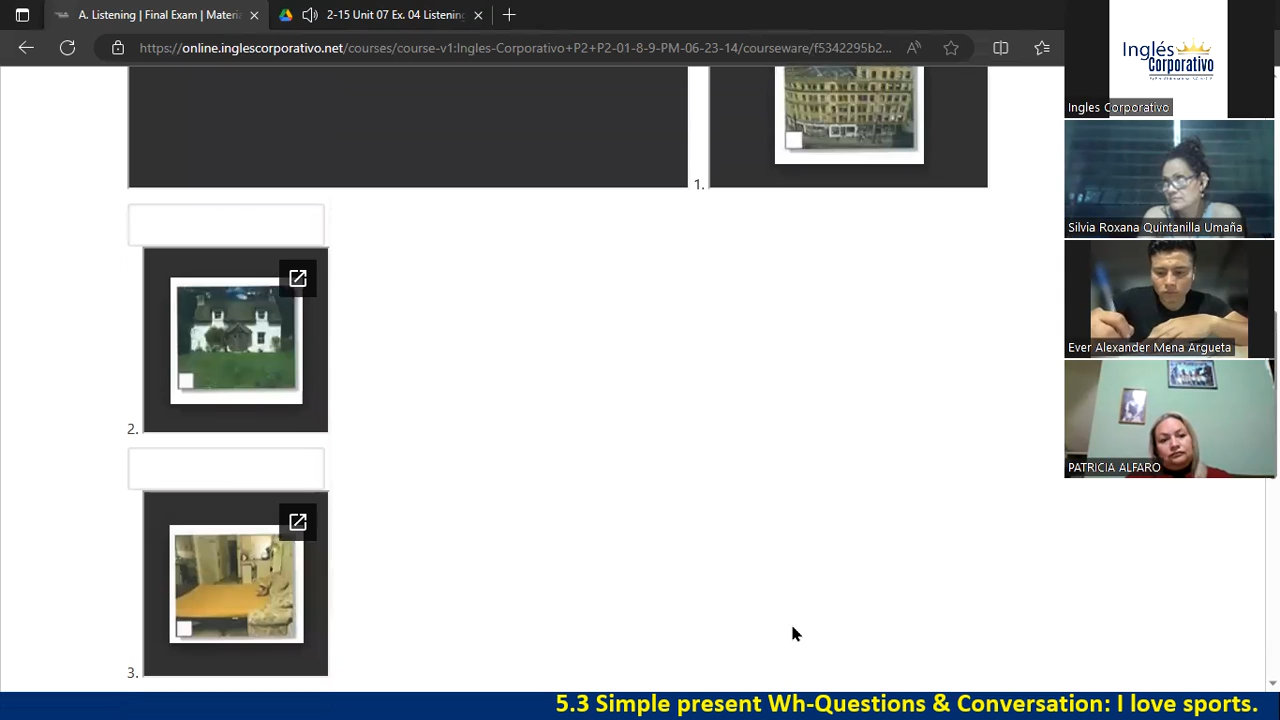 A. Listening | Final Exam | Materi
2-15 Unit 07 Ex. 04 Listening
https://online.inglescorporativo.net/courses/course-v1:Ingles-Corporativo+P2+P2-01-8-9-PM-06-23-14/courseware/f5342295b2...
Inglés
Corporativo
Ingles Corporativo
Silvia Roxana Quintanilla Umaña
Ever Alexander Mena Argueta
PATRICIA ALFARO
1.
2.
3.
5.3 Simple present Wh-Questions & Conversation: I love sports.